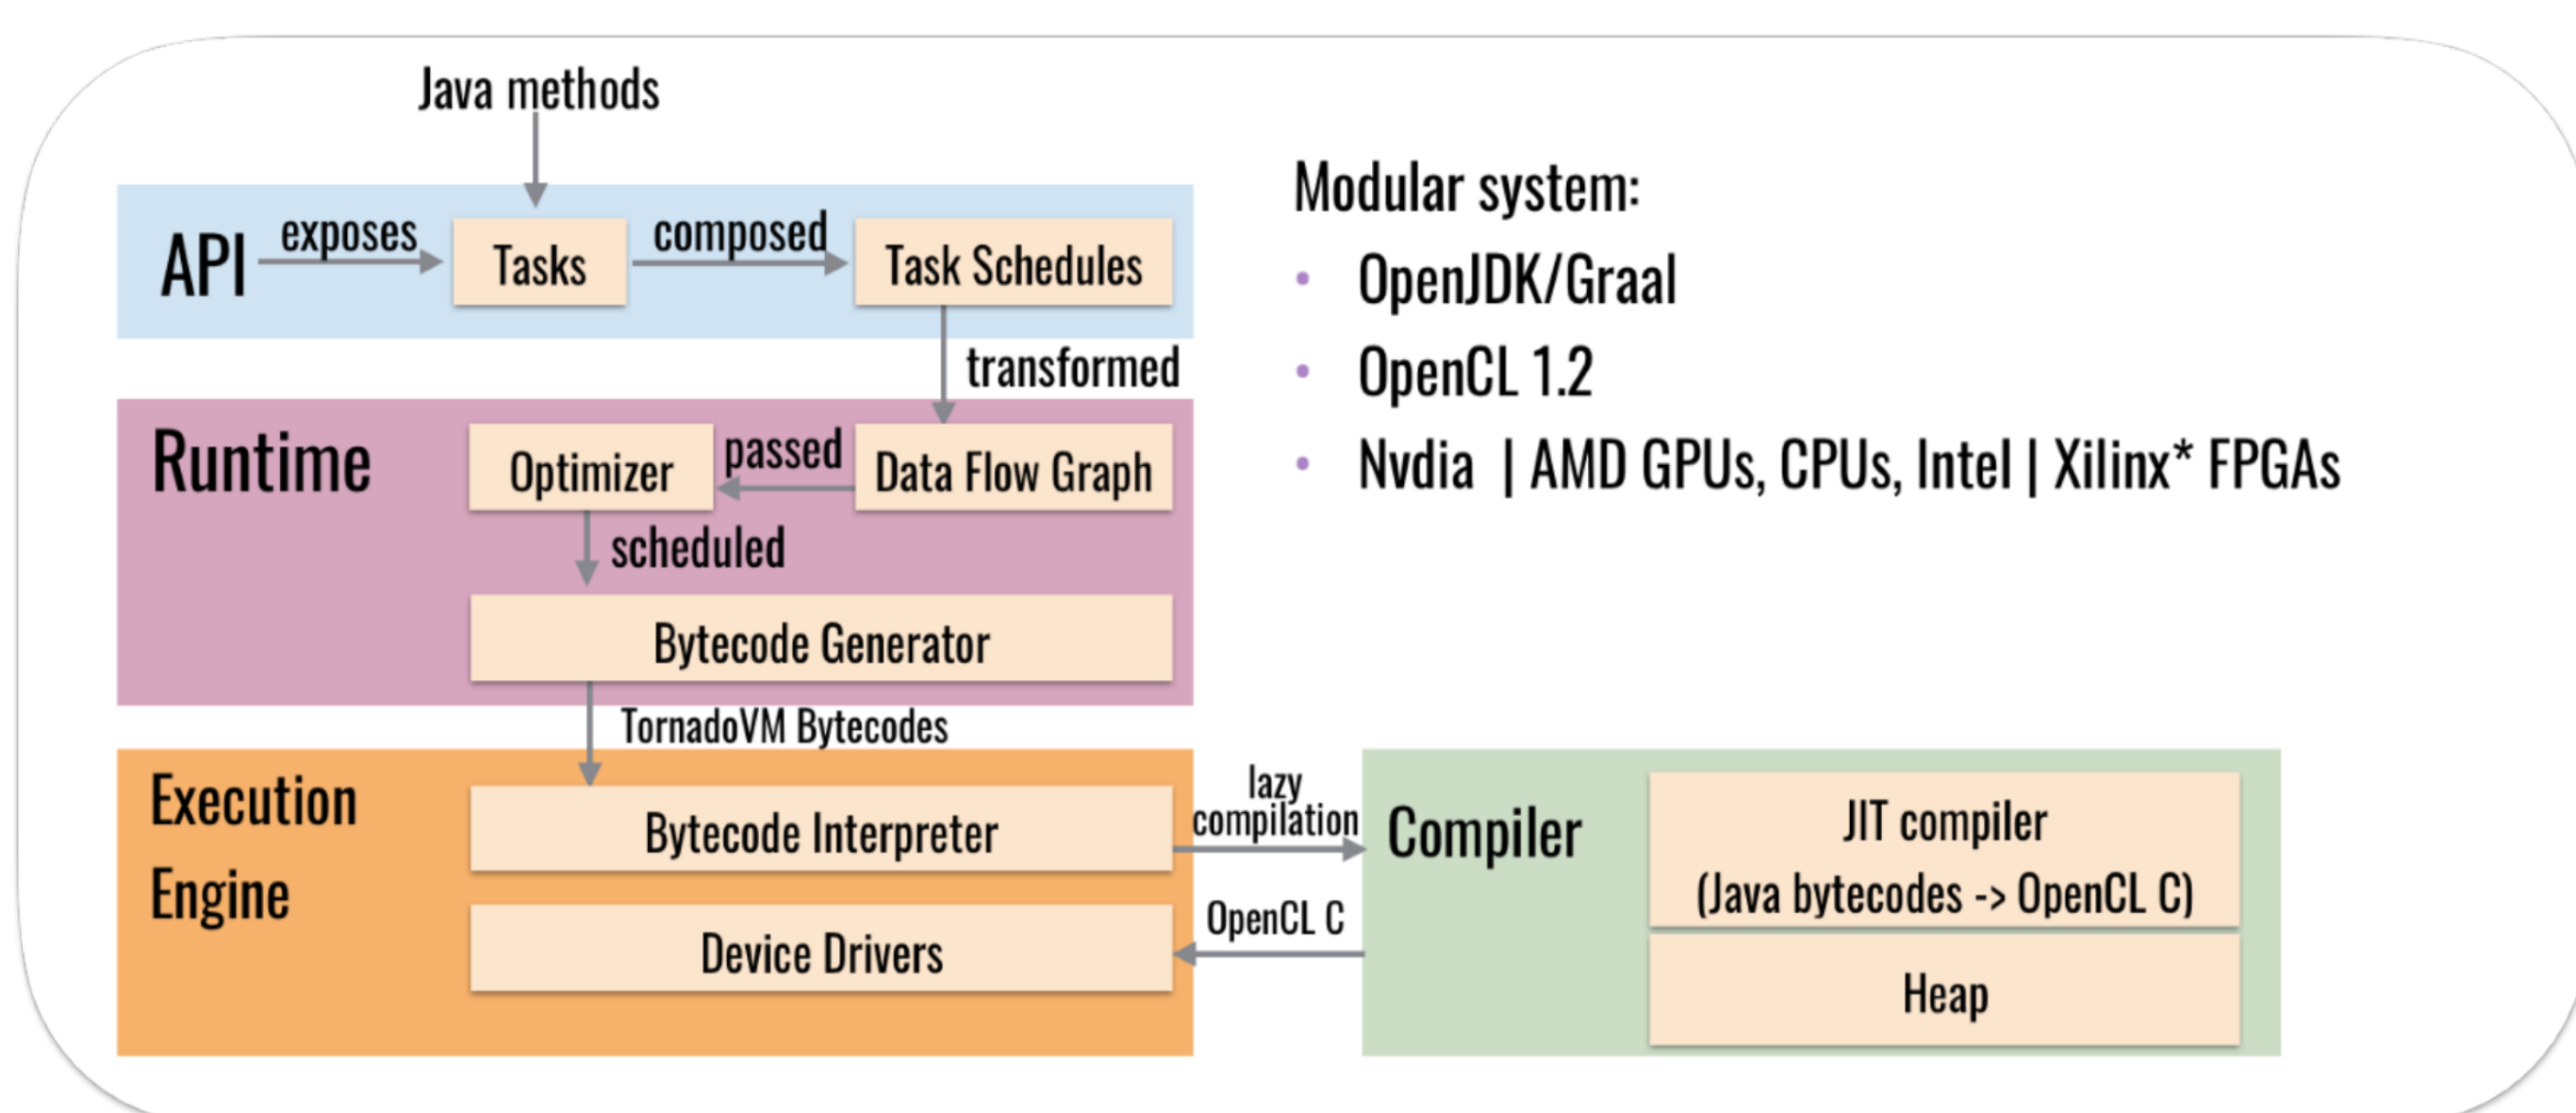 Java methods
API
exposes
Tasks
composed
Task Schedules
transformed
Runtime
Optimizer
passed
Data Flow Graph
scheduled
Bytecode Generator
TornadoVM Bytecodes
Execution
Engine
Bytecode Interpreter
Device Drivers
lazy
compilation
OpenCL C
Compiler
JIT compiler
(Java bytecodes -> OpenCL C)
Heap
Modular system:
• OpenJDK/Graal
• OpenCL 1.2
• Nvdia | AMD GPUs, CPUs, Intel | Xilinx* FPGAs